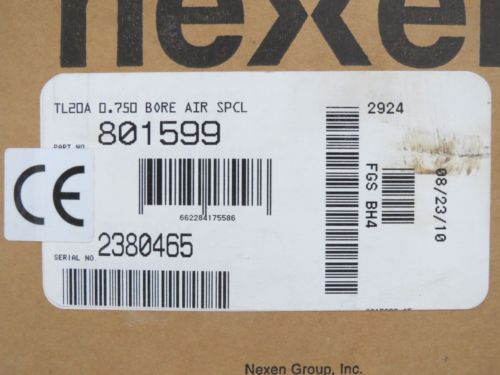 nexen
TL20A 0.750 BORE AIR SPCL
2924
PART NO.
801599
CE
662284175586
FGS BH4
08/23/10
SERIAL NO
2380465
Nexen Group, Inc.